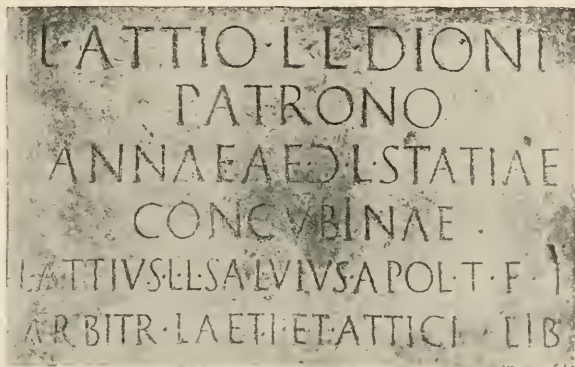 L·ATTIO·L·L·DIONI
PATRONO
ANNAEAE·Ɔ·L·STATIAE
CONCVBINAE
L·ATTIVS·L·L·SALVIVS·APOL·T·F·I
ARBITR·LAETI·ET·ATTICI·LIB